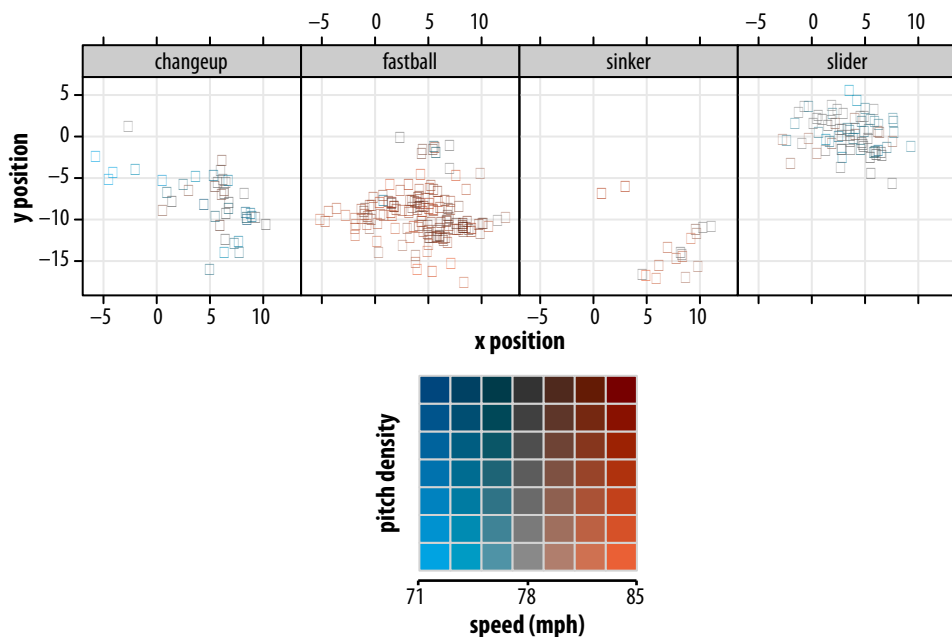 −5 0 5 10 −5 0 5 10
changeup fastball sinker slider
5
0
−5
−10
−15
y position
−5 0 5 10 −5 0 5 10
x position
pitch density
71 78 85
speed (mph)